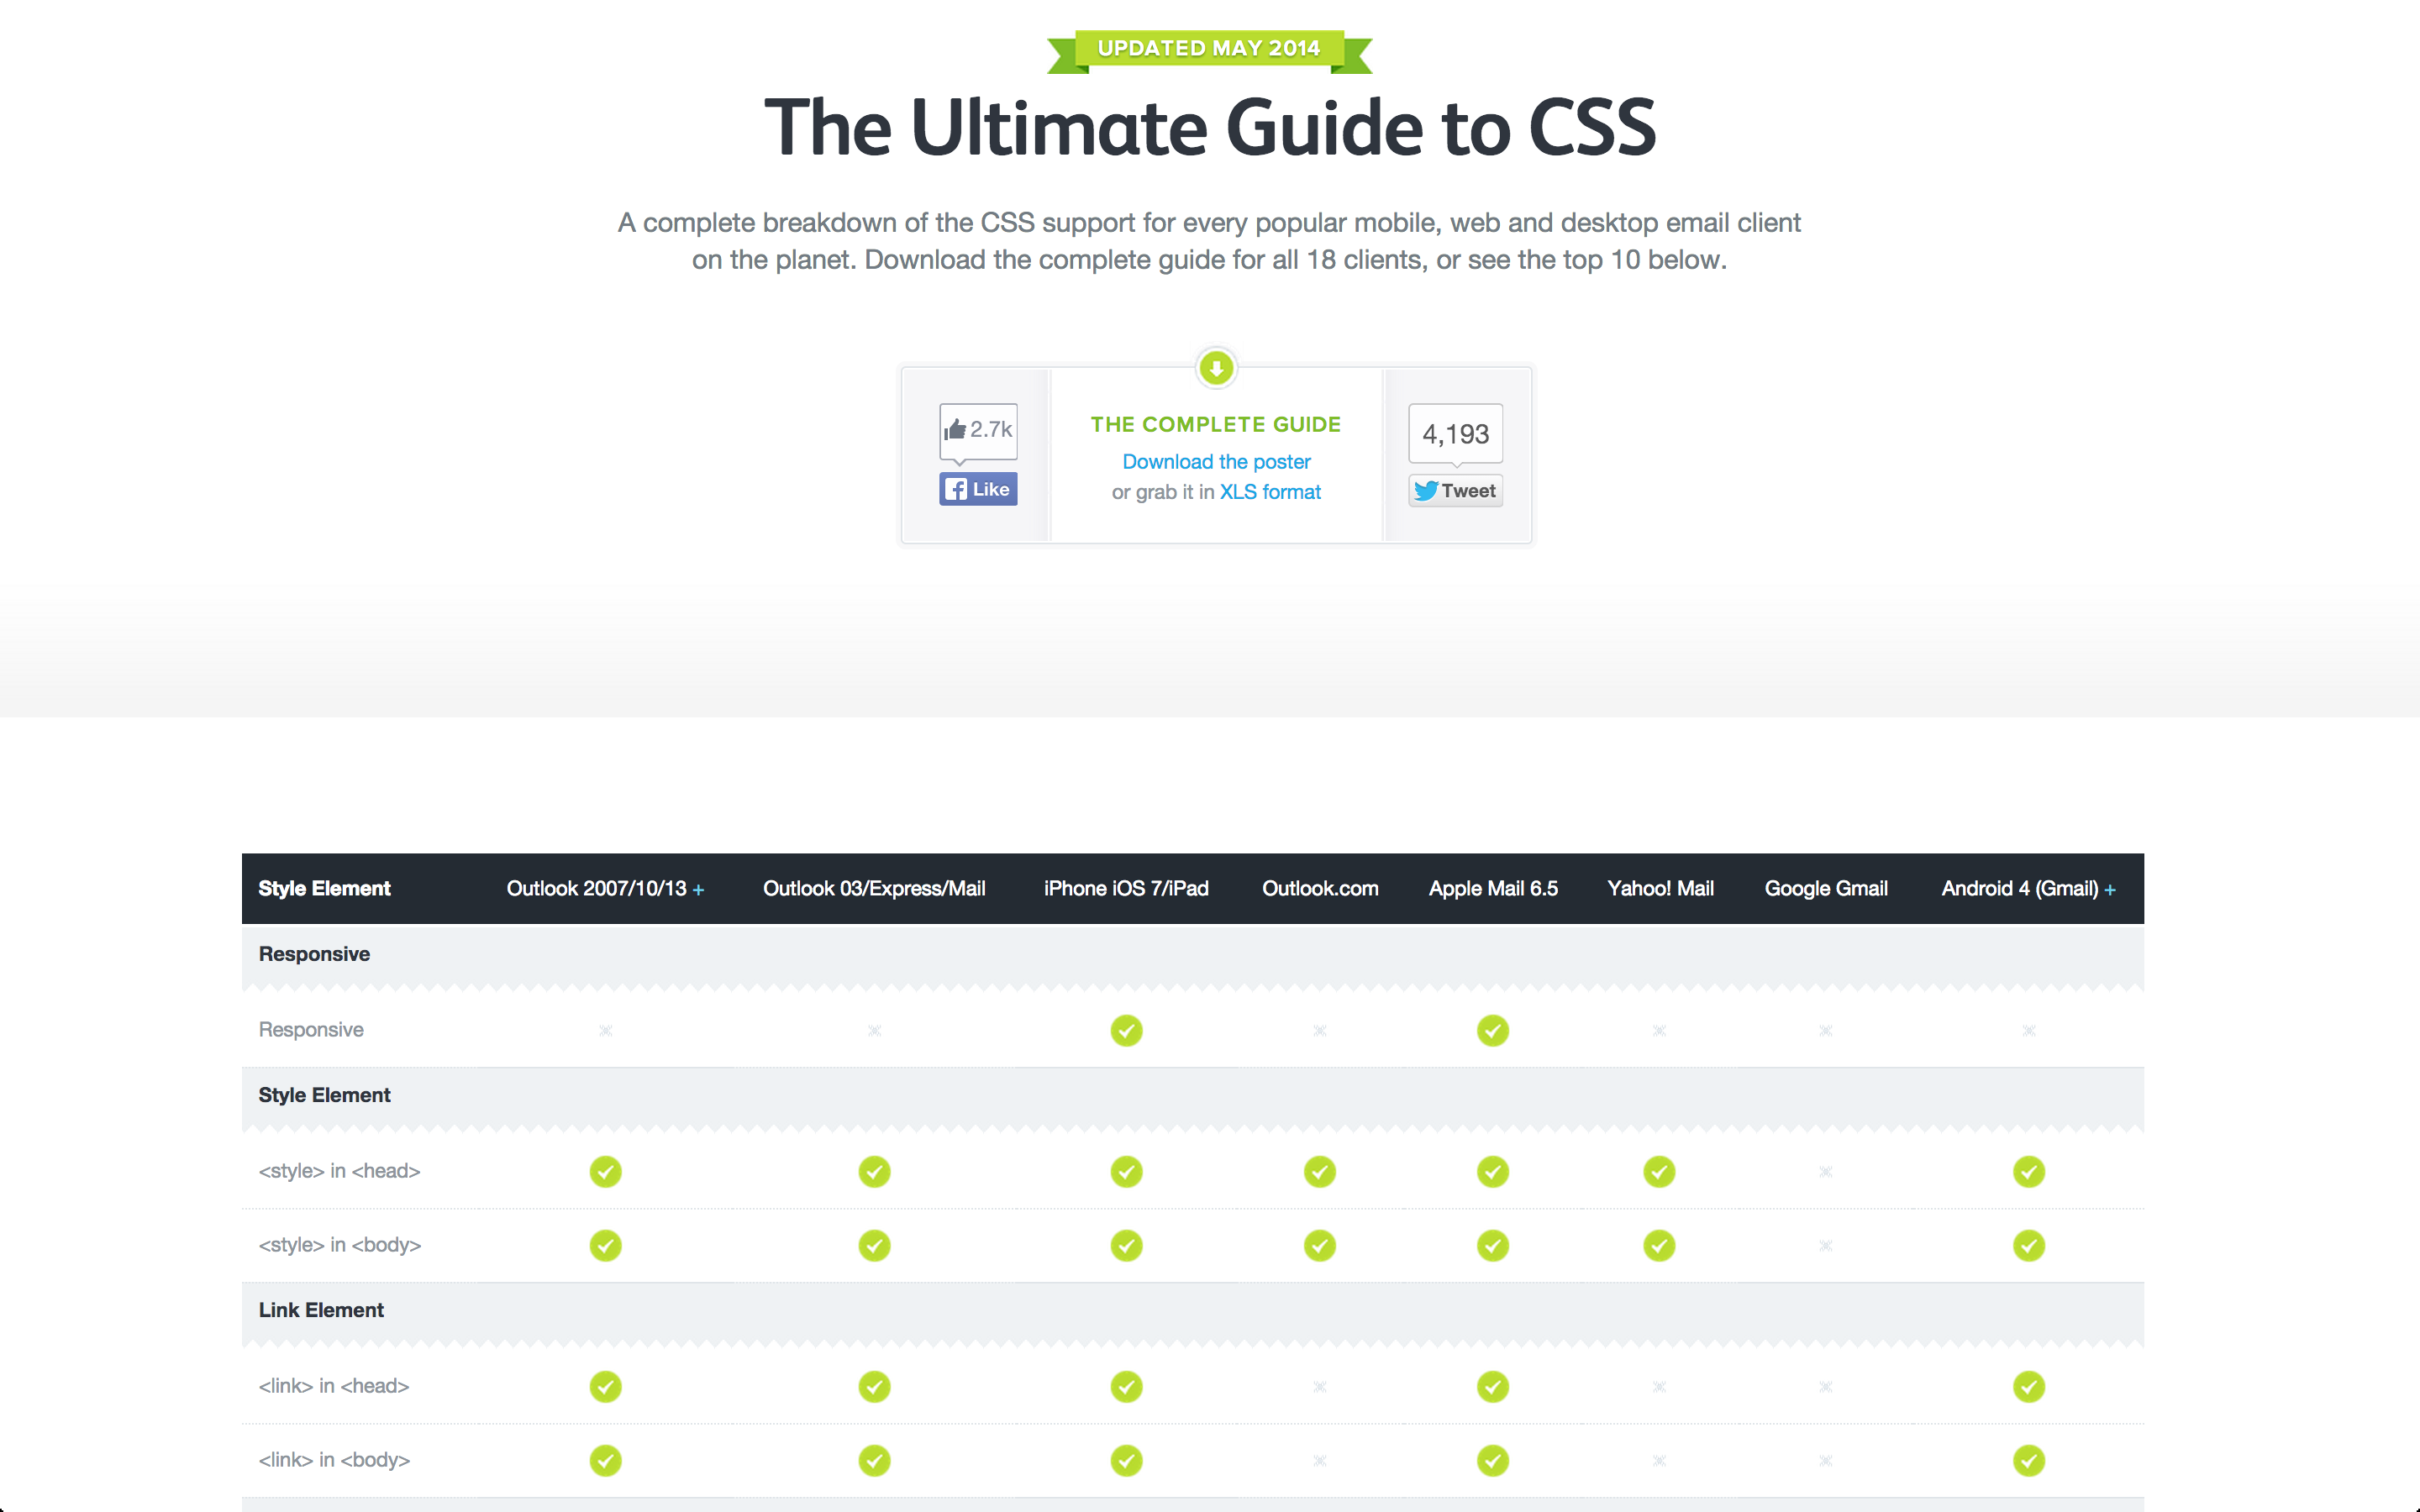 UPDATED MAY 2014
The Ultimate Guide to CSS
A complete breakdown of the CSS support for every popular mobile, web and desktop email client
on the planet. Download the complete guide for all 18 clients, or see the top 10 below.
2.7k
Like
THE COMPLETE GUIDE
Download the poster
or grab it in XLS format
4,193
Tweet
Style Element Outlook 2007/10/13 + Outlook 03/Express/Mail iPhone iOS 7/iPad Outlook.com Apple Mail 6.5 Yahoo! Mail Google Gmail Android 4 (Gmail) +
Responsive
Responsive
Style Element
<style> in <head>
<style> in <body>
Link Element
<link> in <head>
<link> in <body>